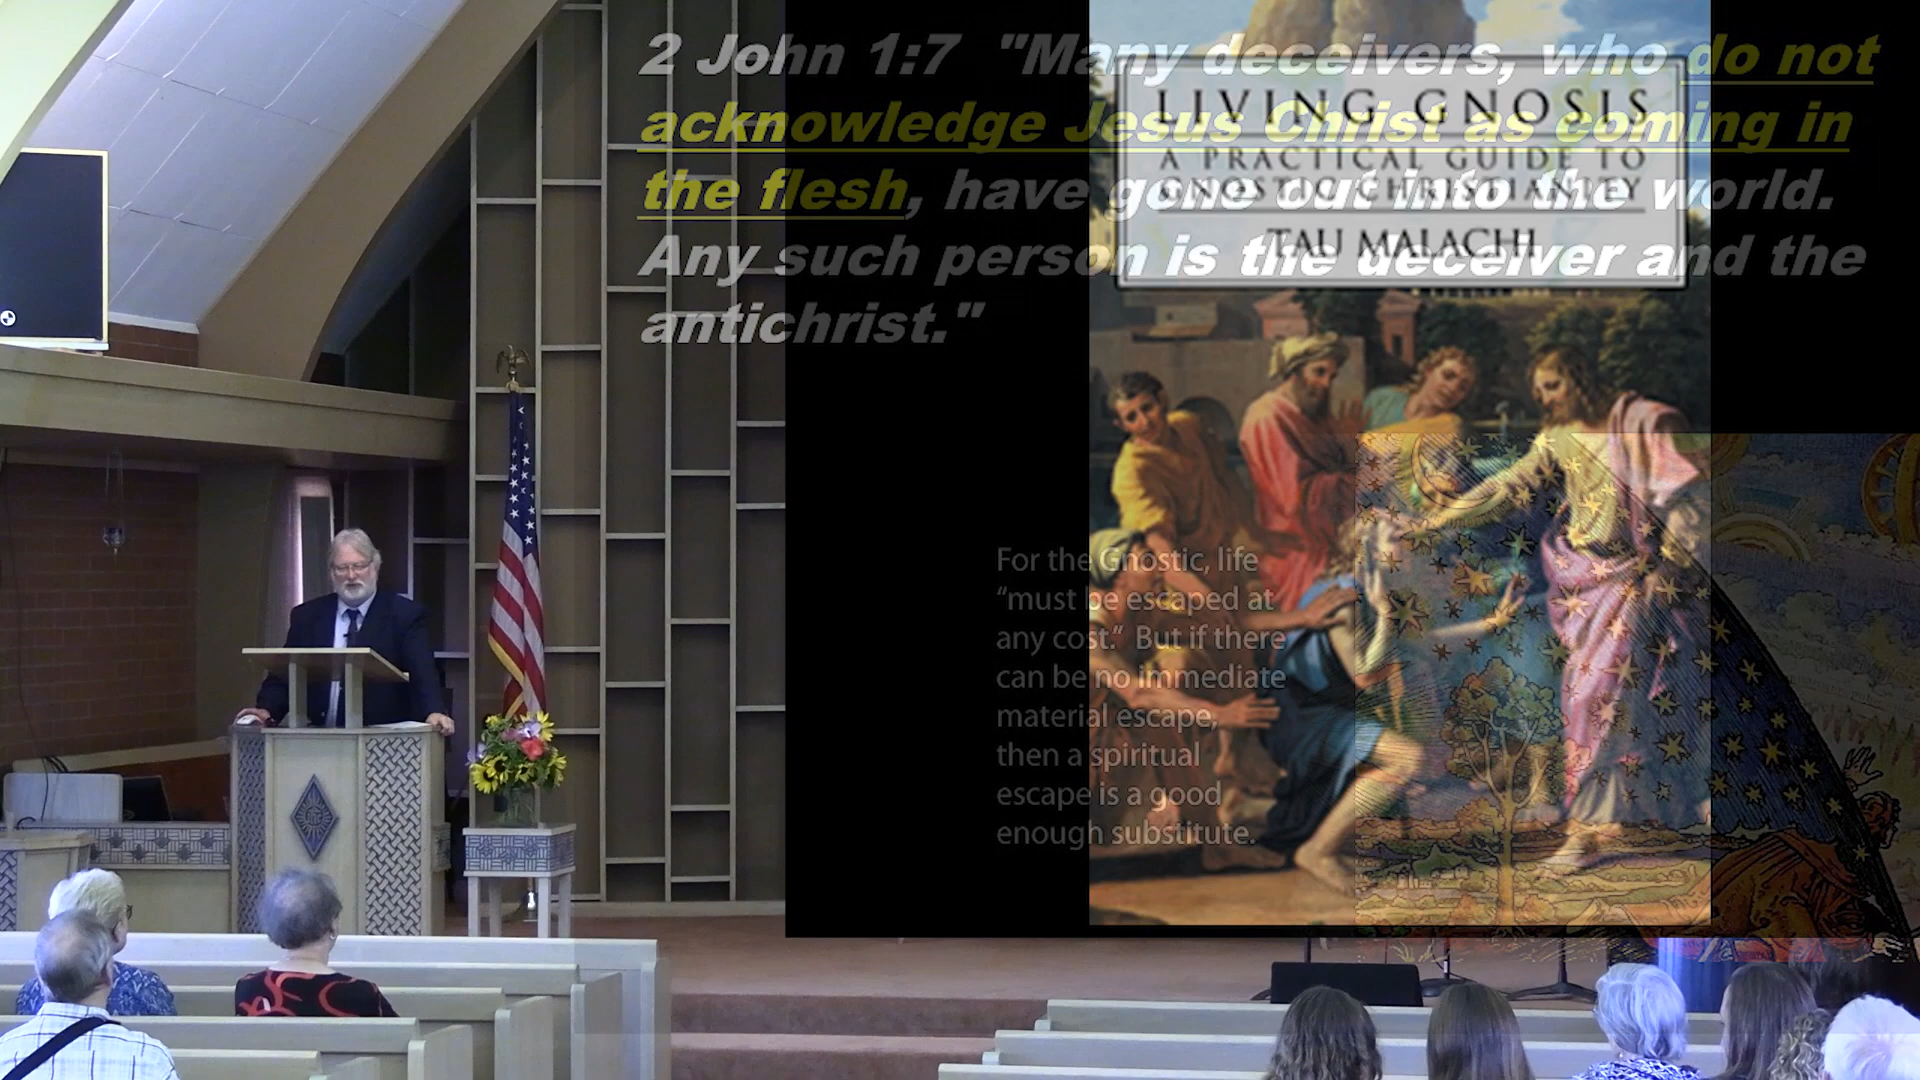 2 John 1:7 "Many deceivers, who do not
acknowledge Jesus Christ as coming in
the flesh, have gone out into the world.
Any such person is the deceiver and the
antichrist."
LIVING GNOSIS
A PRACTICAL GUIDE TO
GNOSTIC CHRISTIANITY
TAU MALACHI
For the Gnostic, life
“must be escaped at
any cost." But if there
can be no immediate
material escape,
then a spiritual
escape is a good
enough substitute.